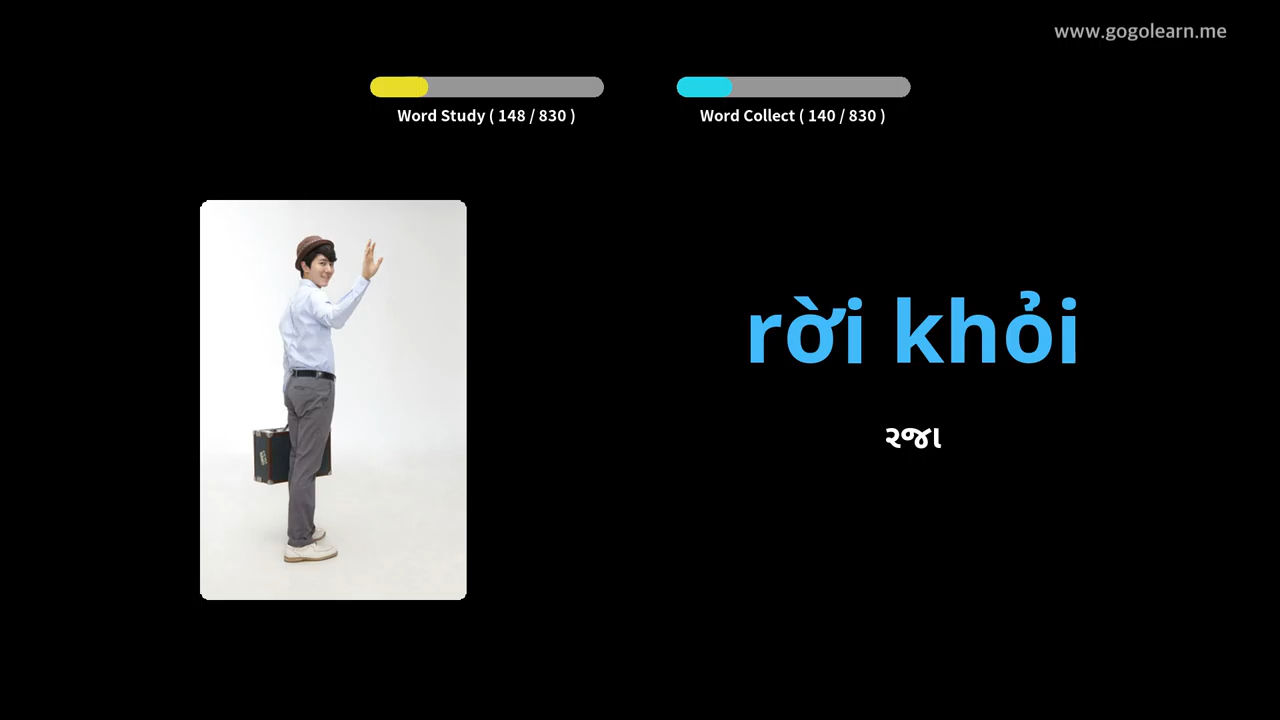 www.gogolearn.me
Word Study ( 148 / 830 )
Word Collect ( 140 / 830 )
rời khỏi
રજા